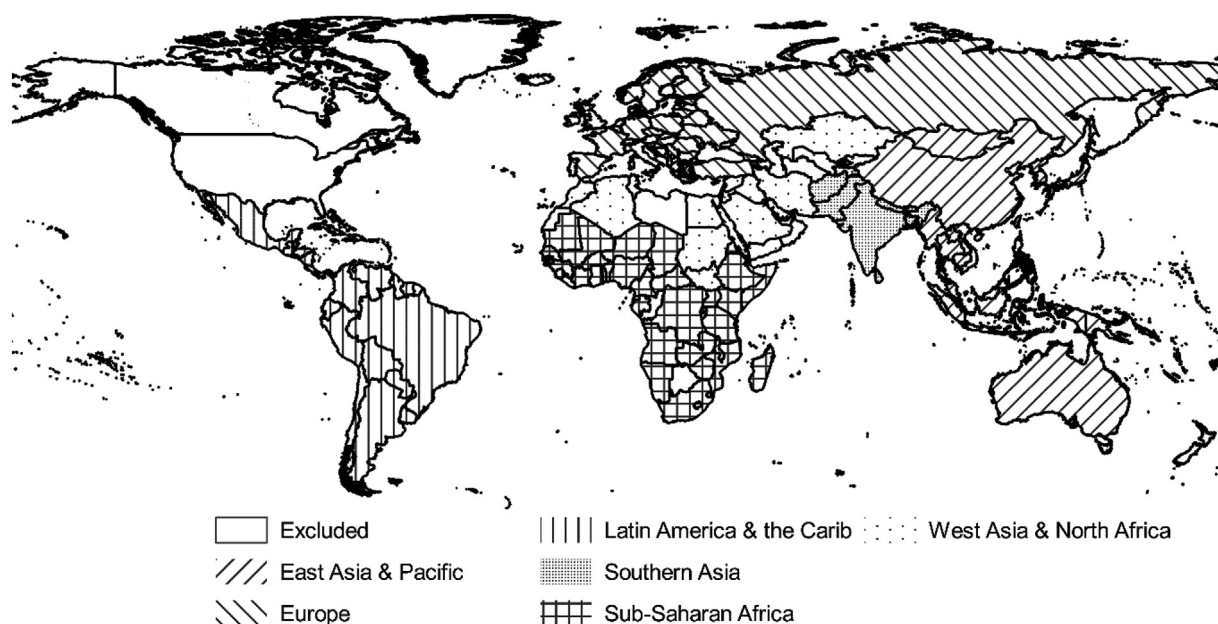 Excluded
Latin America & the Carib
West Asia & North Africa
East Asia & Pacific
Southern Asia
Europe
Sub-Saharan Africa